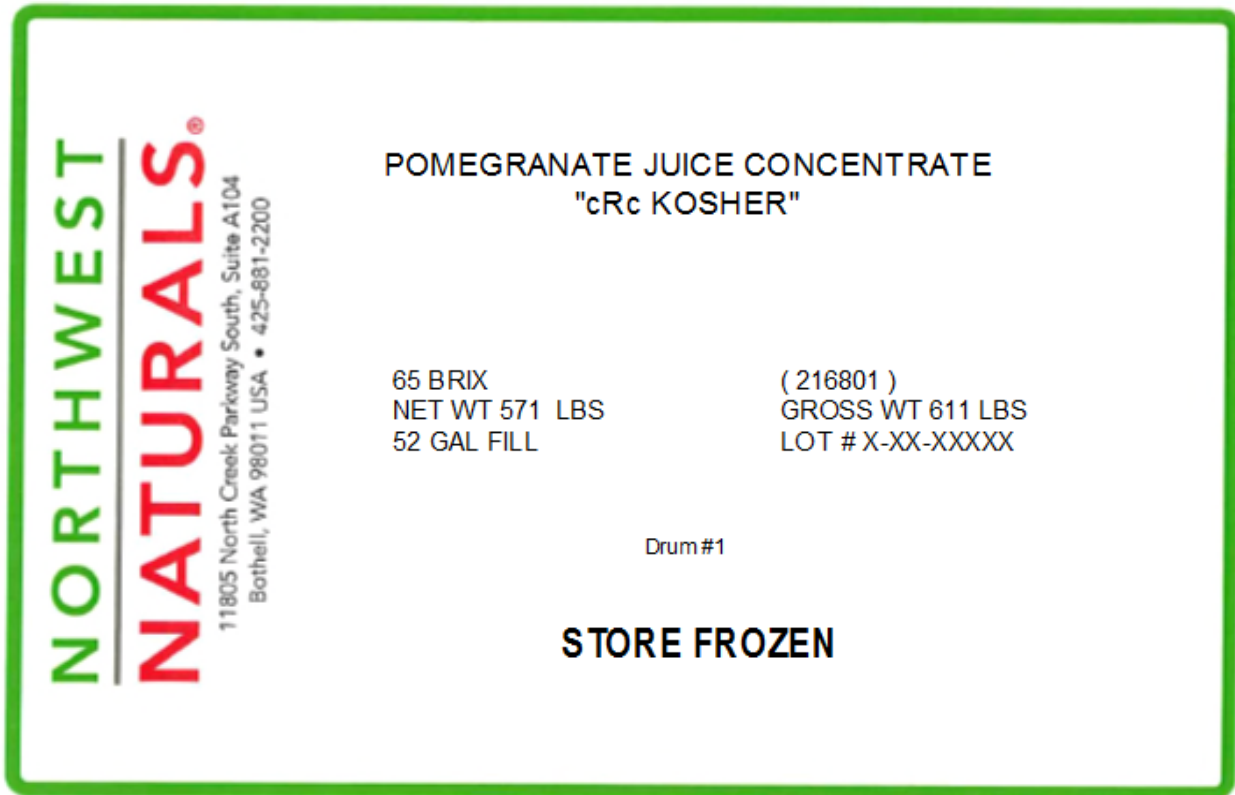 NORTHWEST
NATURALS®
11805 North Creek Parkway South, Suite A104
Bothell, WA 98011 USA • 425-881-2200
POMEGRANATE JUICE CONCENTRATE
"cRc KOSHER"
65 BRIX ( 216801 )
NET WT 571 LBS GROSS WT 611 LBS
52 GAL FILL LOT # X-XX-XXXXX
Drum #1
STORE FROZEN